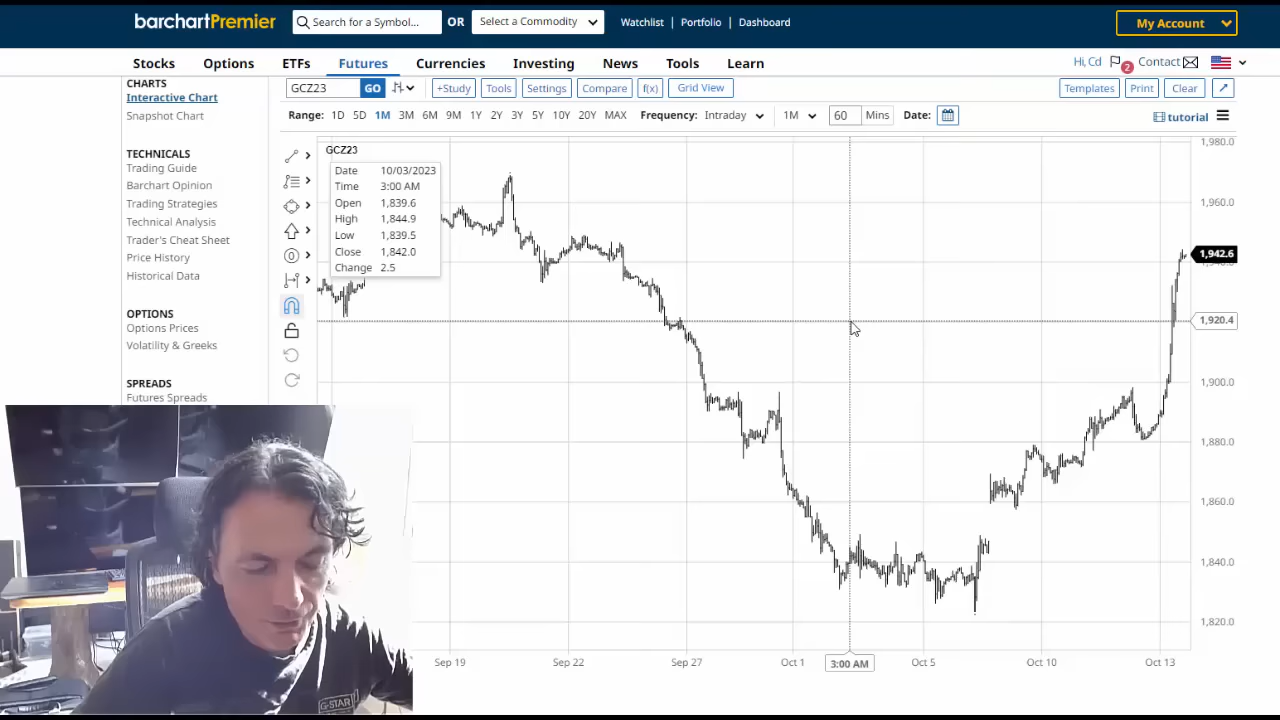 barchartPremier Search for a Symbol... OR Select a Commodity Watchlist Portfolio Dashboard My Account
Stocks Options ETFs Futures Currencies Investing News Tools Learn
Hi, Cd 2 Contact
CHARTS
Interactive Chart
Snapshot Chart
TECHNICALS
Trading Guide
Barchart Opinion
Trading Strategies
Technical Analysis
Trader's Cheat Sheet
Price History
Historical Data
OPTIONS
Options Prices
Volatility & Greeks
SPREADS
Futures Spreads
GCZ23 GO +Study Tools Settings Compare f(x) Grid View Templates Print Clear
Range: 1D 5D 1M 3M 6M 9M 1Y 2Y 3Y 5Y 10Y 20Y MAX Frequency: Intraday 1M 60 Mins Date: tutorial
GCZ23
Date 10/03/2023
Time 3:00 AM
Open 1,839.6
High 1,844.9
Low 1,839.5
Close 1,842.0
Change 2.5
1,980.0
1,960.0
1,942.6
1,940.0
1,920.4
1,900.0
1,880.0
1,860.0
1,840.0
1,820.0
Sep 19 Sep 22 Sep 27 Oct 1 3:00 AM Oct 5 Oct 10 Oct 13
G-STAR